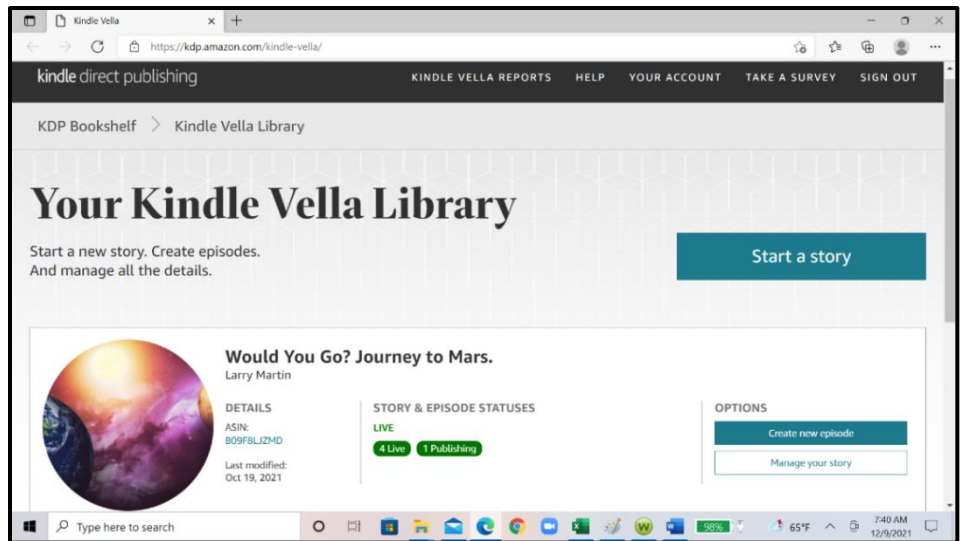 Kindle Vella
https://kdp.amazon.com/kindle-vella/
kindle direct publishing KINDLE VELLA REPORTS HELP YOUR ACCOUNT TAKE A SURVEY SIGN OUT
KDP Bookshelf > Kindle Vella Library
Your Kindle Vella Library
Start a new story. Create episodes.
And manage all the details.
Start a story
Would You Go? Journey to Mars.
Larry Martin
DETAILS
ASIN:
B09F8LJZMD
Last modified:
Oct 19, 2021
STORY & EPISODE STATUSES
LIVE
4 Live 1 Publishing
OPTIONS
Create new episode
Manage your story
Type here to search 98% 65°F 7:40 AM
12/9/2021